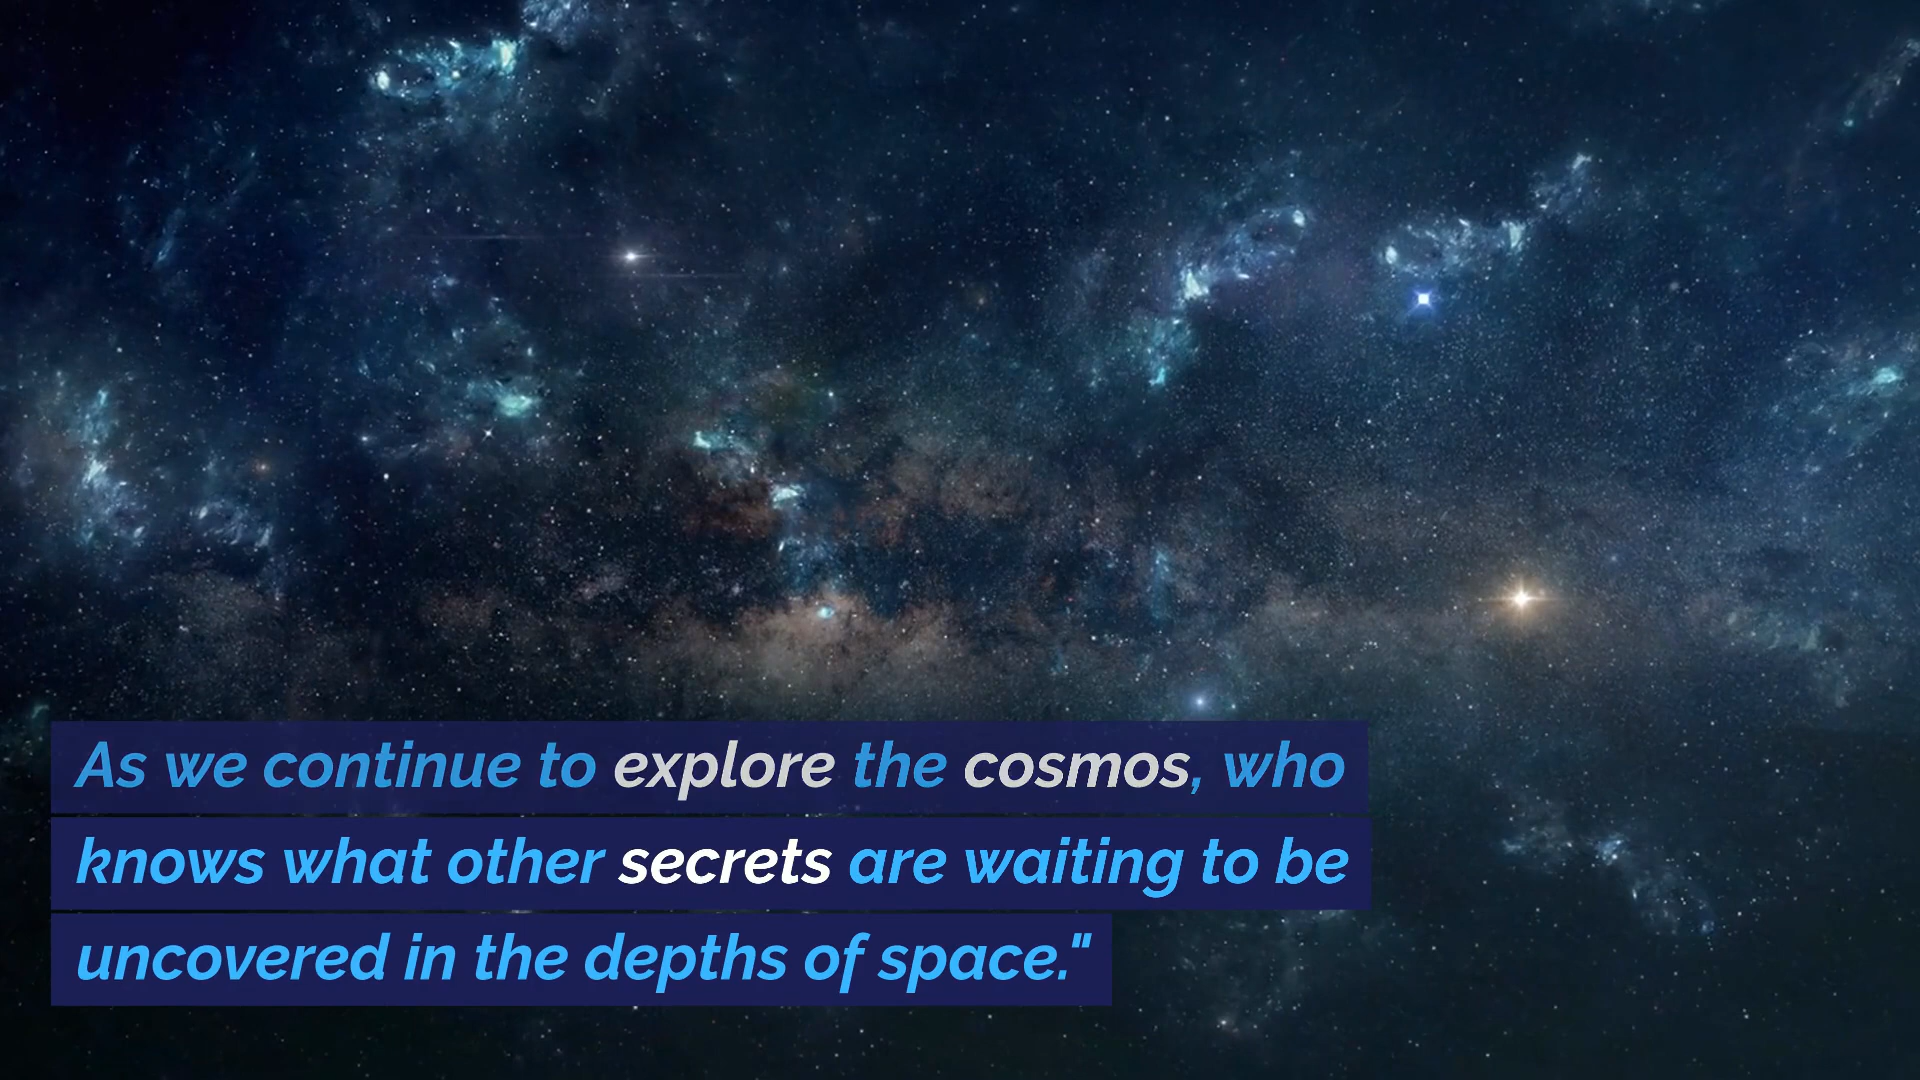 As we continue to explore the cosmos, who
knows what other secrets are waiting to be
uncovered in the depths of space."